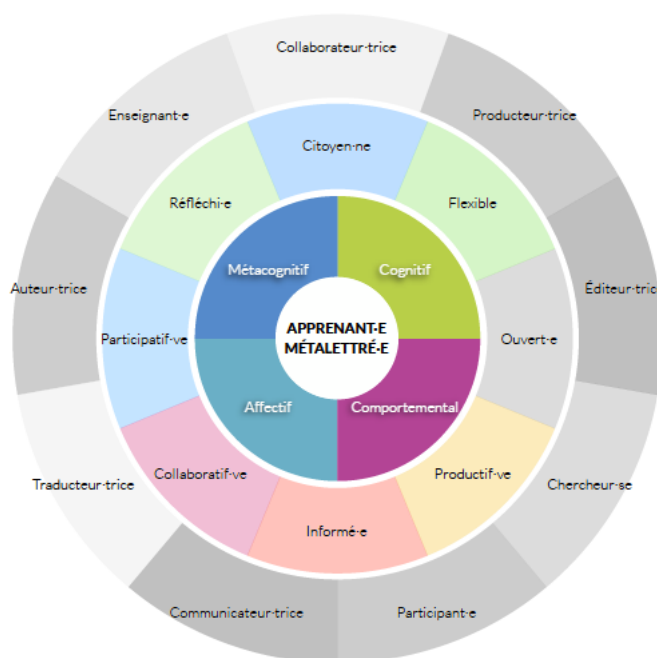 Collaborateur·trice
Enseignant·e
Producteur·trice
Citoyen·ne
Réfléchi·e
Flexible
Métacognitif
Cognitif
Auteur·trice
Éditeur·tric
Participatif·ve
APPRENANT·E
MÉTALETTRÉ·E
Ouvert·e
Affectif
Comportemental
Collaboratif·ve
Productif·ve
Traducteur·trice
Chercheur·se
Informé·e
Communicateur·trice
Participant·e